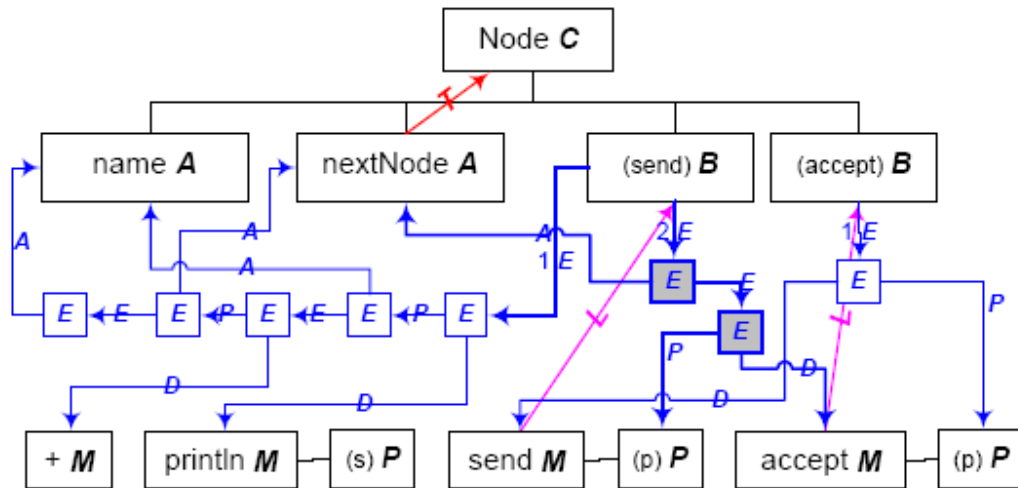 Node C
T
name A
nextNode A
(send) B
(accept) B
A
A
A
A
2 E
1 E
1 E
E
E
E
P
E
E
E
P
E
E
E
E
E
P
P
L
L
D
D
D
D
+ M
println M
(s) P
send M
(p) P
accept M
(p) P